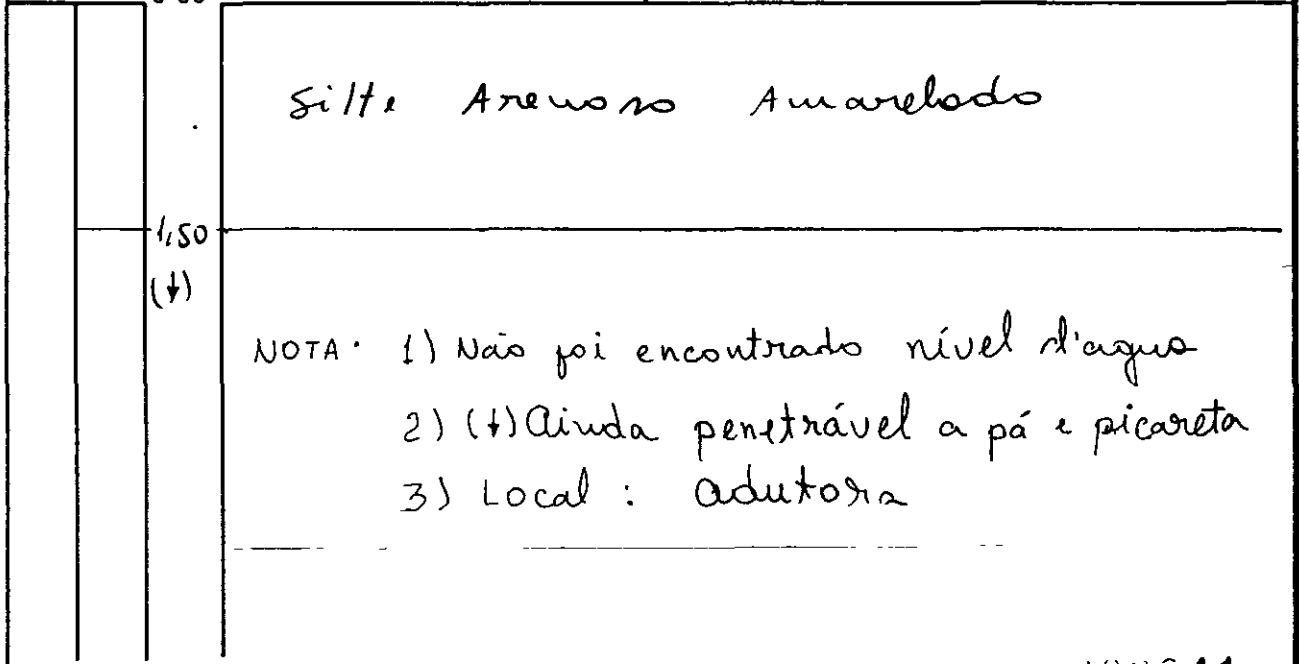 Silte Arenoso Amarelado
1,50
(↓)
NOTA. 1) Não foi encontrado nível d'agua
2) (↓) Ainda penetrável a pá e picareta
3) Local : adutora